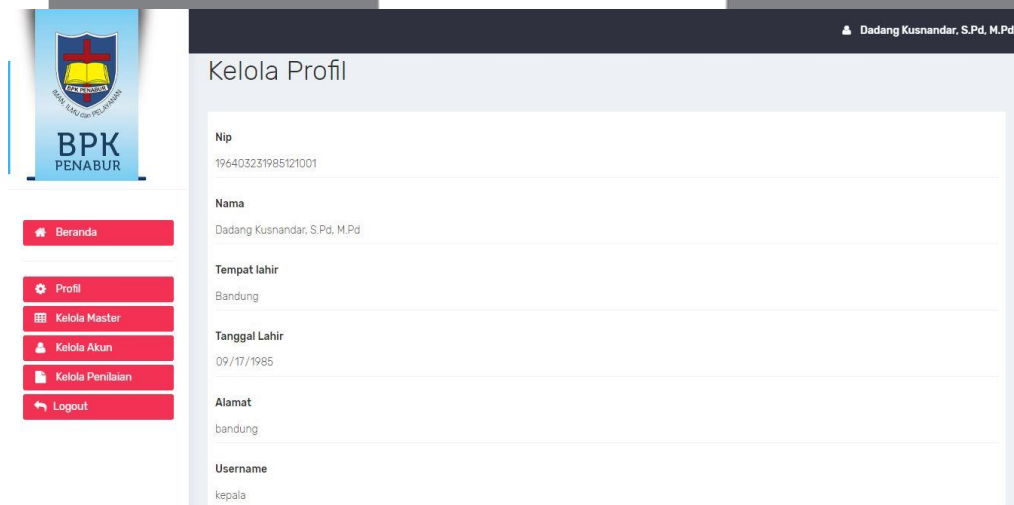 BPK PENABUR
IMAN, ILMU dan PELAYANAN
BPK
PENABUR
Beranda
Profil
Kelola Master
Kelola Akun
Kelola Penilaian
Logout
Dadang Kusnandar, S.Pd, M.Pd
Kelola Profil
Nip
196403231985121001
Nama
Dadang Kusnandar, S.Pd, M.Pd
Tempat lahir
Bandung
Tanggal Lahir
09/17/1985
Alamat
bandung
Username
kepala